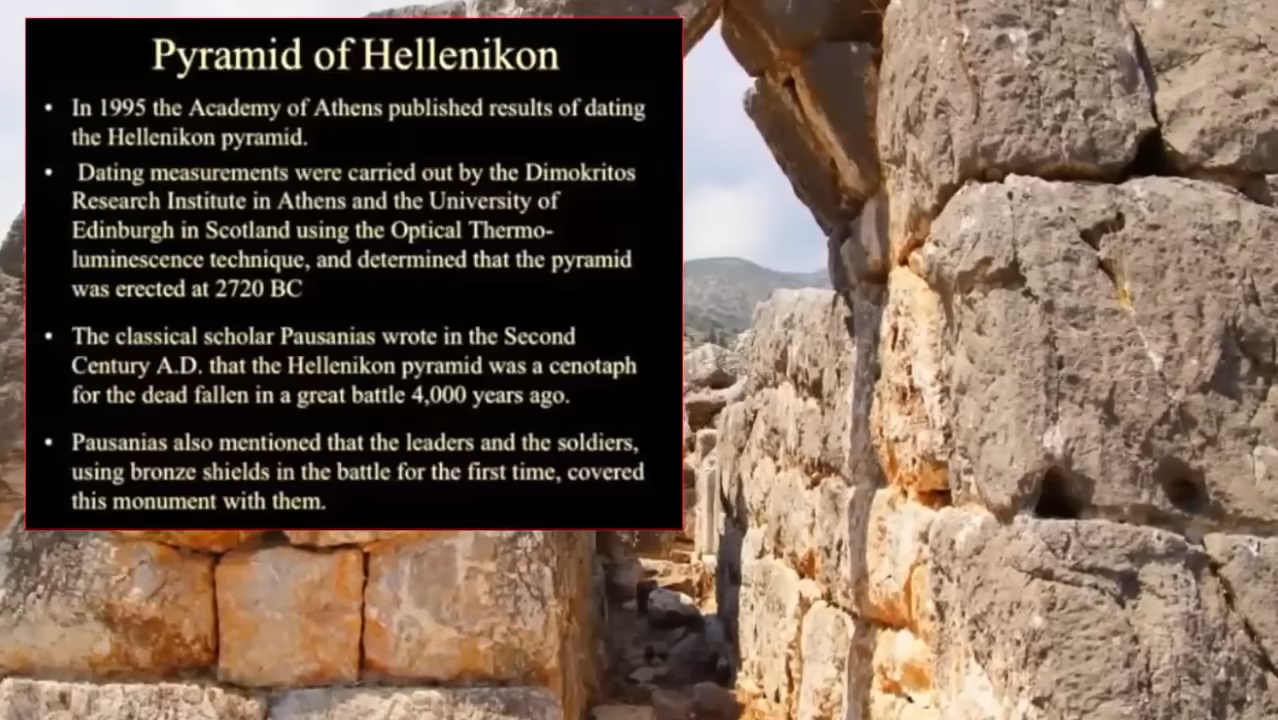 Pyramid of Hellenikon
• In 1995 the Academy of Athens published results of dating
the Hellenikon pyramid.
• Dating measurements were carried out by the Dimokritos
Research Institute in Athens and the University of
Edinburgh in Scotland using the Optical Thermo-
luminescence technique, and determined that the pyramid
was erected at 2720 BC
• The classical scholar Pausanias wrote in the Second
Century A.D. that the Hellenikon pyramid was a cenotaph
for the dead fallen in a great battle 4,000 years ago.
• Pausanias also mentioned that the leaders and the soldiers,
using bronze shields in the battle for the first time, covered
this monument with them.